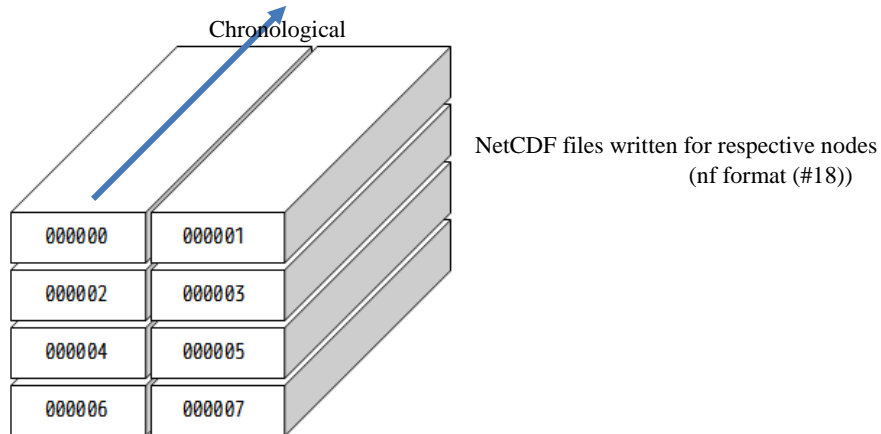 Chronological
NetCDF files written for respective nodes
(nf format (#18))
000000 000001
000002 000003
000004 000005
000006 000007